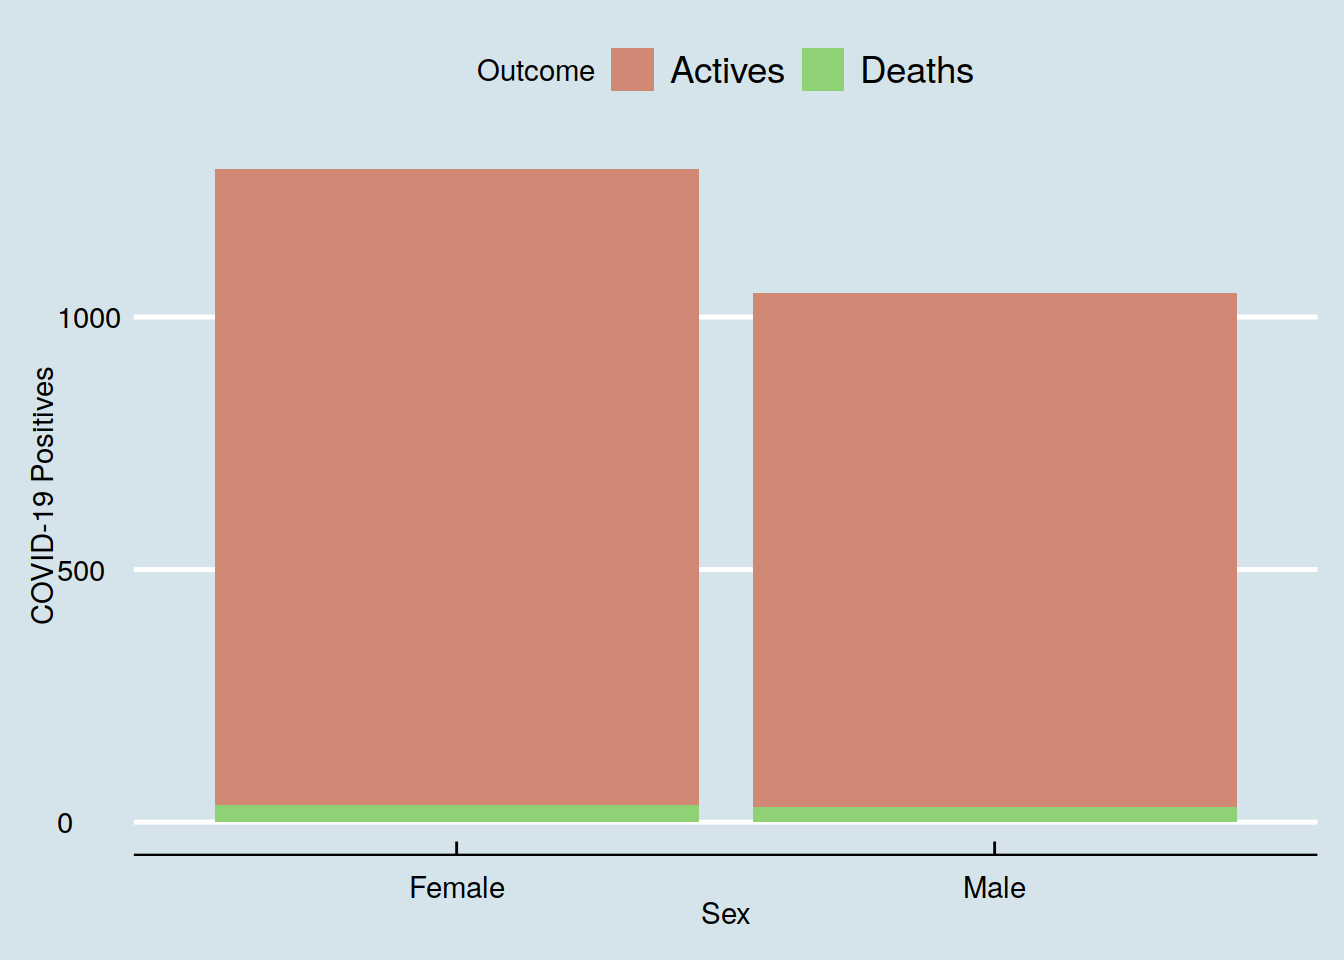 Outcome Actives Deaths
COVID-19 Positives
1000
500
0
Female Male
Sex